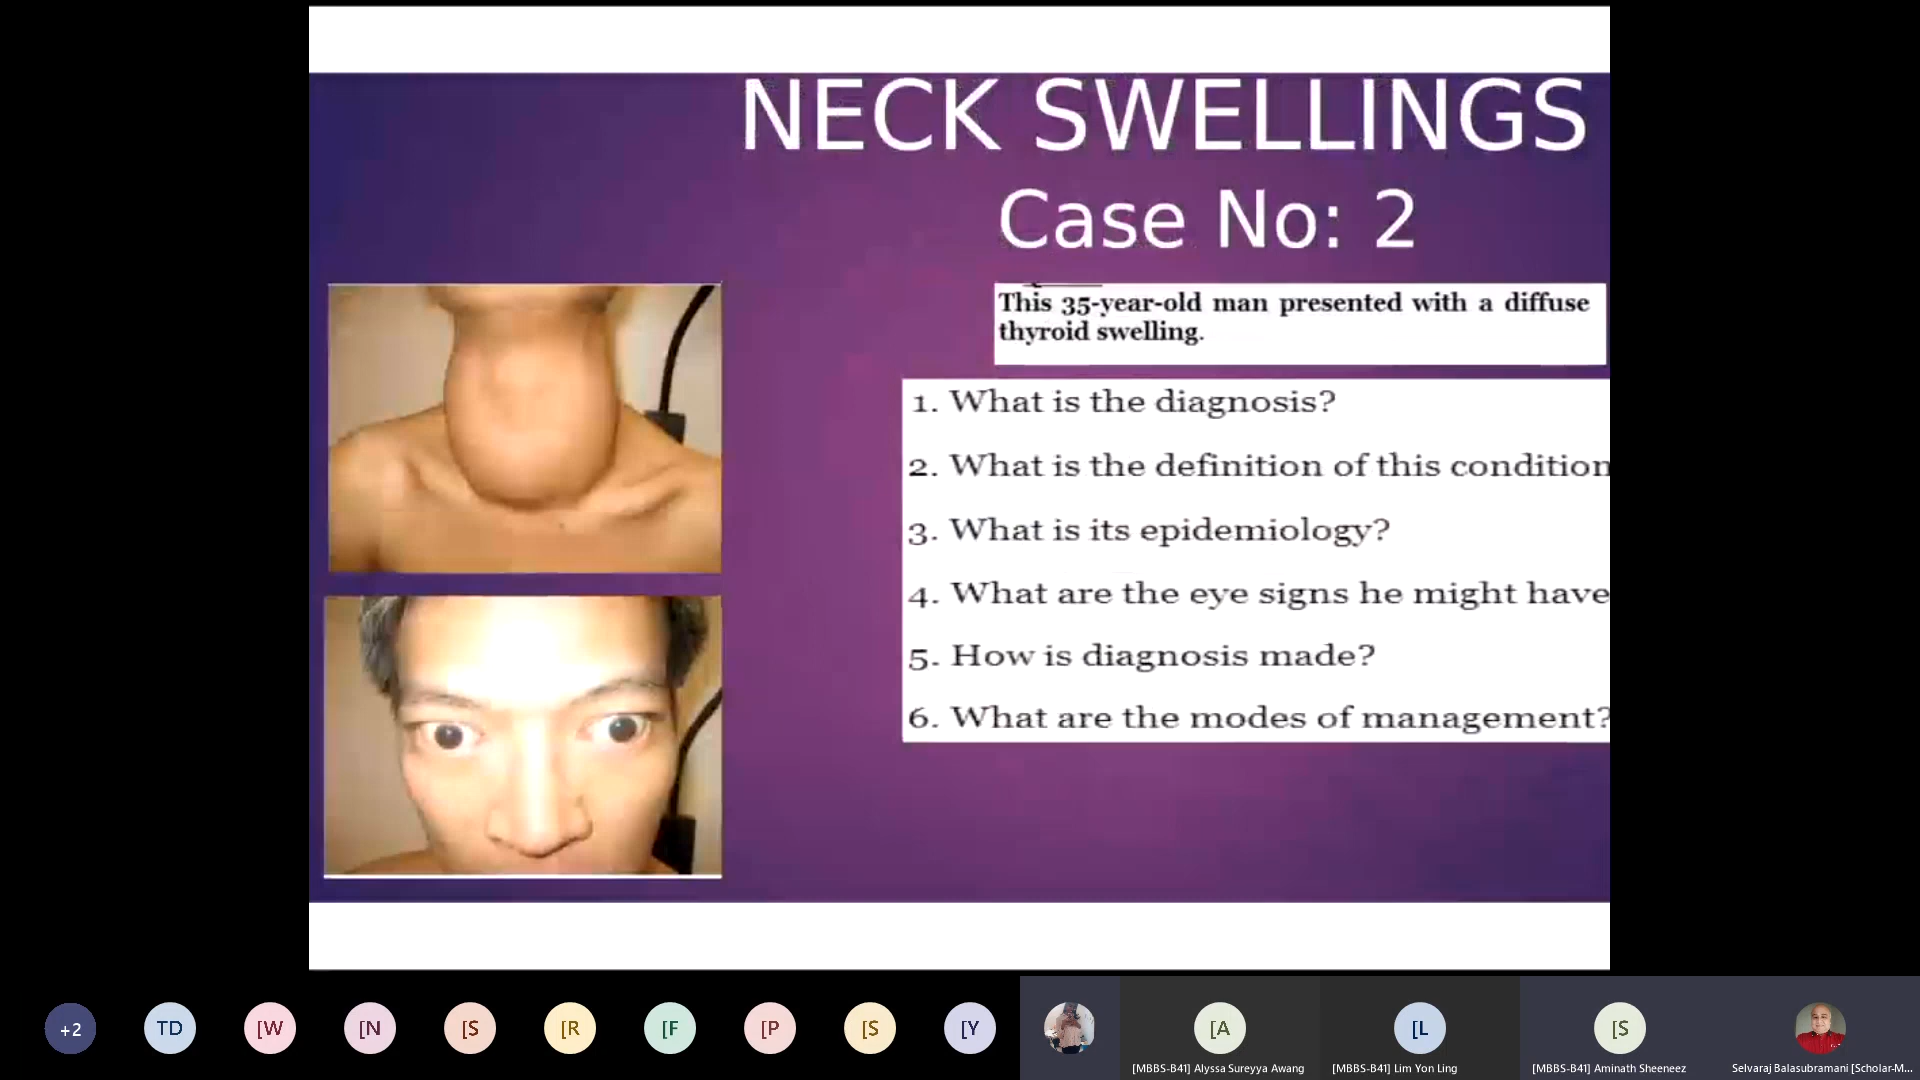 NECK SWELLINGS
Case No: 2
This 35-year-old man presented with a diffuse
thyroid swelling.
1. What is the diagnosis?
2. What is the definition of this condition
3. What is its epidemiology?
4. What are the eye signs he might have
5. How is diagnosis made?
6. What are the modes of management?
+2
TD
[W
[N
[S
[R
[F
[P
[S
[Y
[A
[L
[S
[MBBS-B41] Alyssa Sureyya Awang
[MBBS-B41] Lim Yon Ling
[MBBS-B41] Aminath Sheeneez
Selvaraj Balasubramani [Scholar-M...